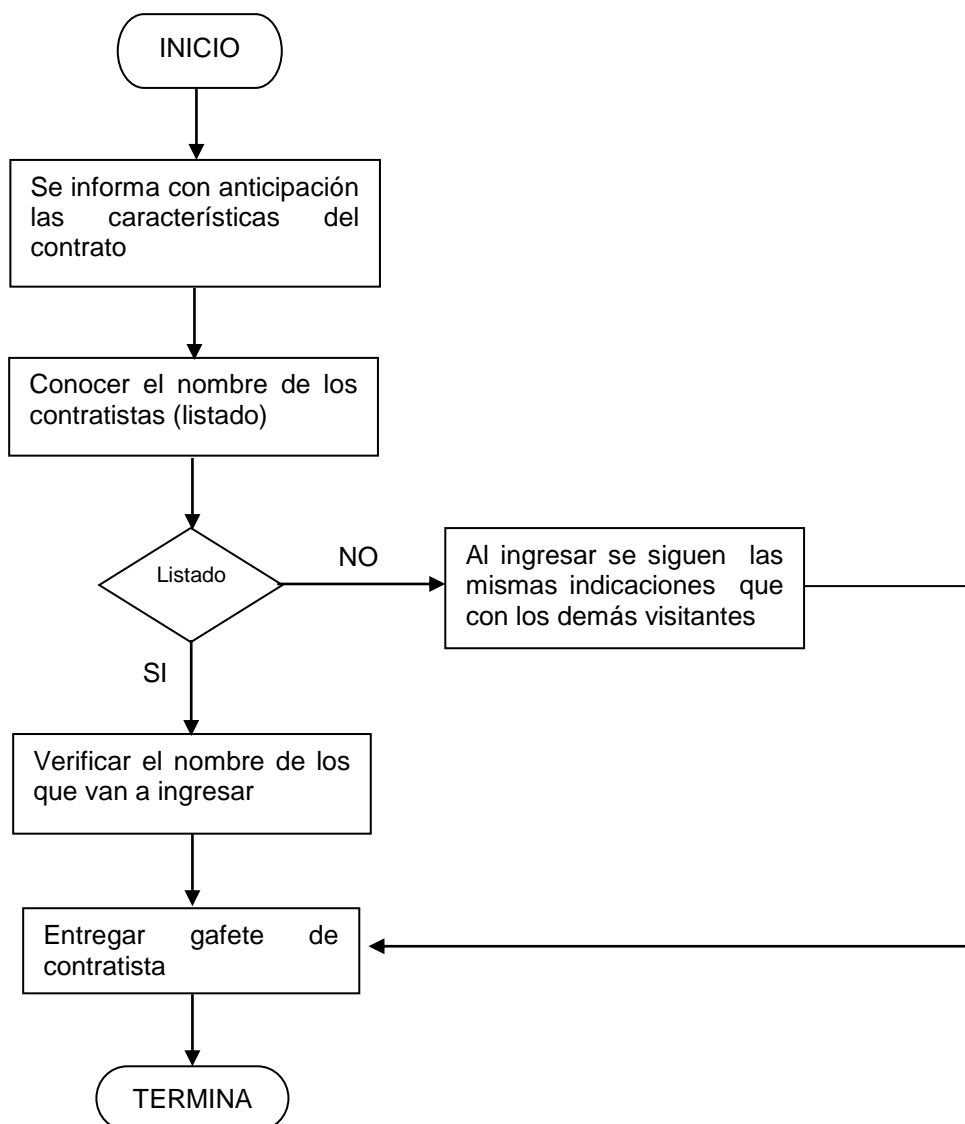 INICIO
Se informa con anticipación
las características del
contrato
Conocer el nombre de los
contratistas (listado)
Listado
NO
Al ingresar se siguen las
mismas indicaciones que
con los demás visitantes
SI
Verificar el nombre de los
que van a ingresar
Entregar gafete de
contratista
TERMINA